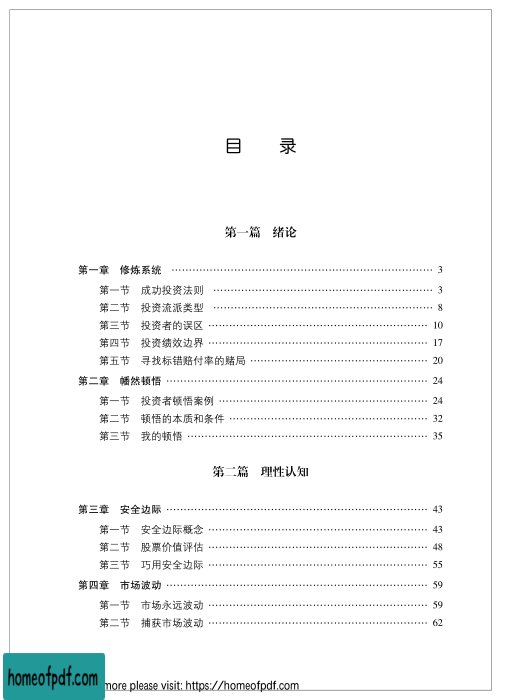 目 录
第一篇 绪论
第一章 修炼系统 ………………………………………… 3
第一节 成功投资法则 ………………………………………… 3
第二节 投资流派类型 ………………………………………… 8
第三节 投资者的误区 ………………………………………… 10
第四节 投资绩效边界 ………………………………………… 17
第五节 寻找标错赔付率的赌局 ………………………………………… 20
第二章 幡然顿悟 ………………………………………… 24
第一节 投资者顿悟案例 ………………………………………… 24
第二节 顿悟的本质和条件 ………………………………………… 32
第三节 我的顿悟 ………………………………………… 35
第二篇 理性认知
第三章 安全边际 ………………………………………… 43
第一节 安全边际概念 ………………………………………… 43
第二节 股票价值评估 ………………………………………… 48
第三节 巧用安全边际 ………………………………………… 55
第四章 市场波动 ………………………………………… 59
第一节 市场永远波动 ………………………………………… 59
第二节 捕获市场波动 ………………………………………… 62
homeofpdf.com
more please visit: https://homeofpdf.com